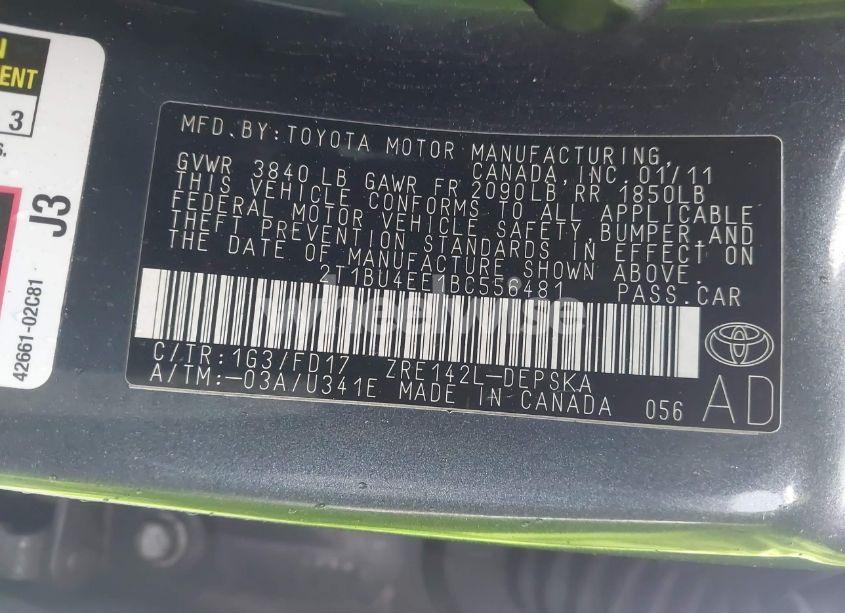 N
EMENT
3
S.
J3
42661-02C81
MFD.BY:TOYOTA MOTOR MANUFACTURING,
CANADA, INC.01/11
GVWR 3840LB GAWR FR 2090LB RR 1850LB
THIS VEHICLE CONFORMS TO ALL APPLICABLE
FEDERAL MOTOR VEHICLE SAFETY,BUMPER,AND
THEFT PREVENTION STANDARDS IN EFFECT ON
THE DATE OF MANUFACTURE SHOWN ABOVE.
2T1BU4EE1BC556481 PASS.CAR
wheelwise
C/TR:1G3/FD17 ZRE142L-DEPSKA
A/TM:-03A/U341E MADE IN CANADA 056 AD